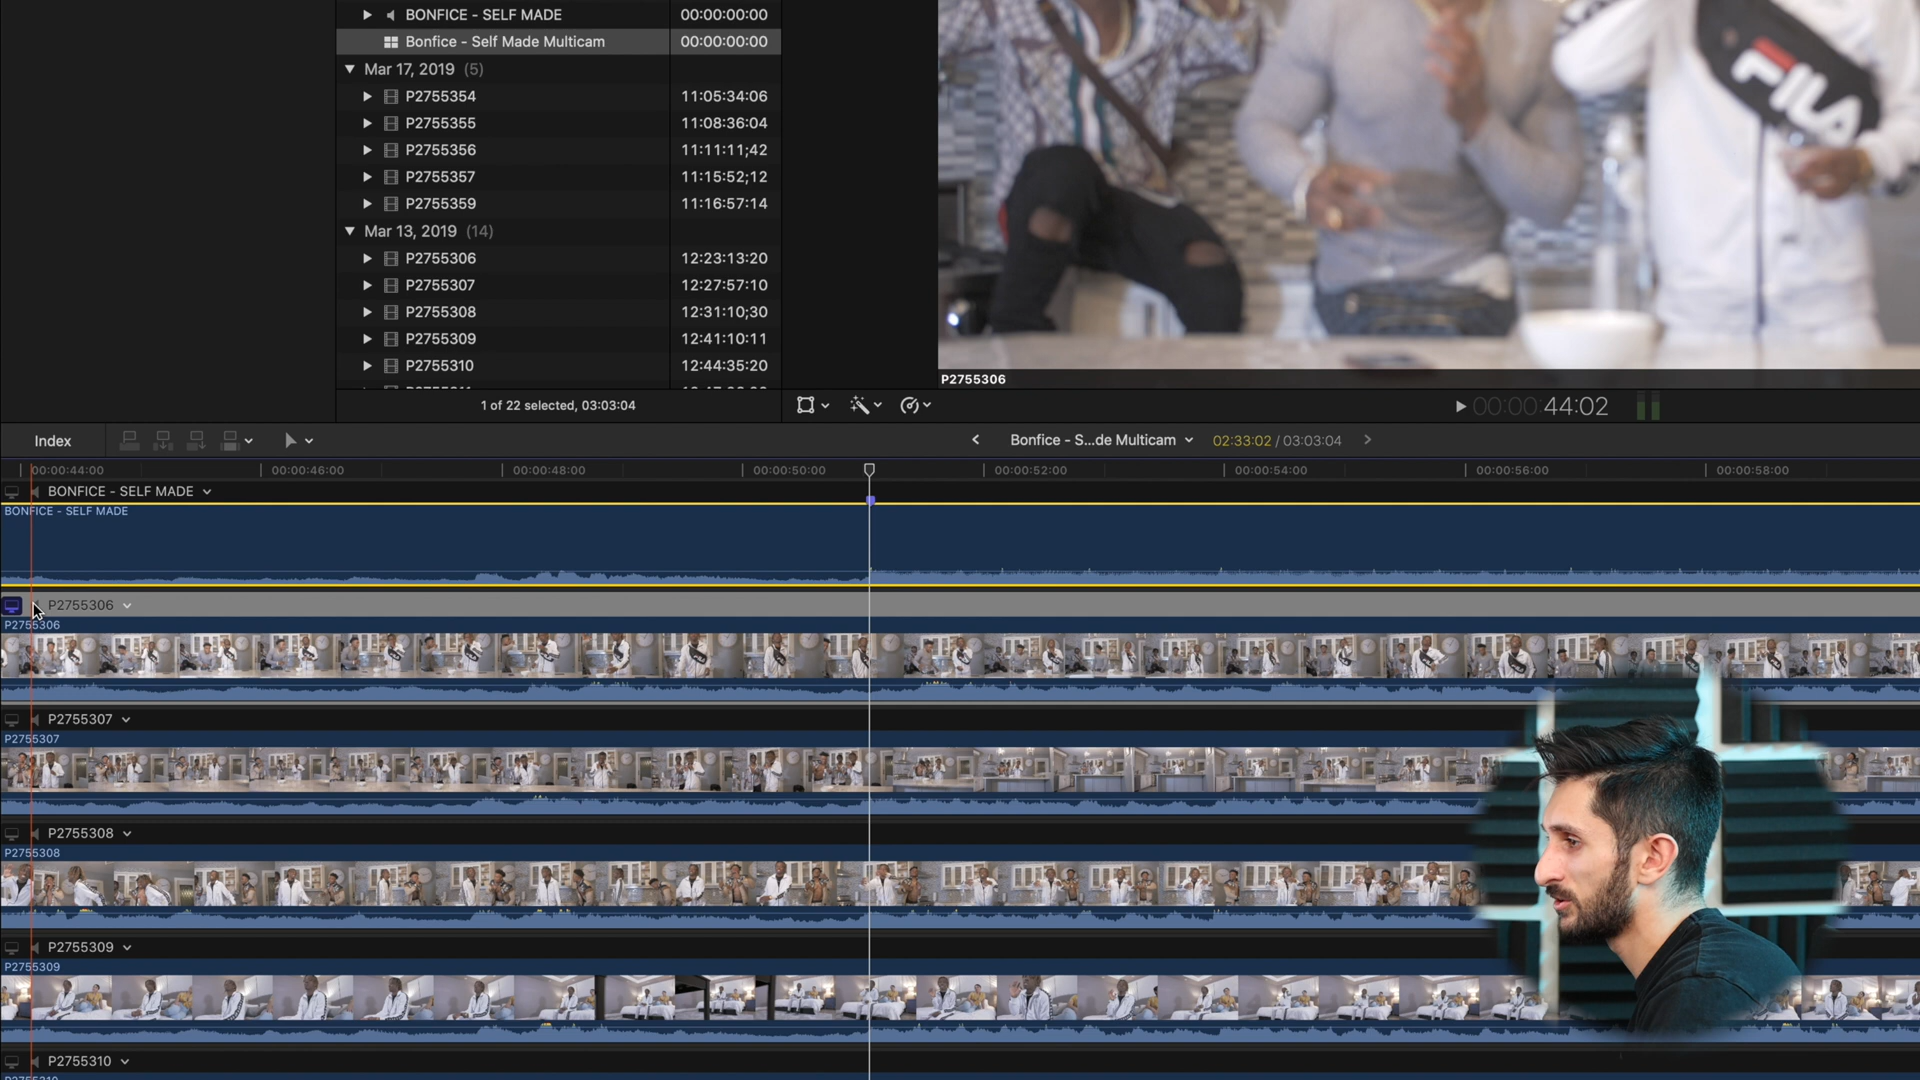 BONFICE - SELF MADE 00:00:00:00
Bonfice - Self Made Multicam 00:00:00:00
Mar 17, 2019 (5)
P2755354 11:05:34:06
P2755355 11:08:36:04
P2755356 11:11:11;42
P2755357 11:15:52;12
P2755359 11:16:57:14
Mar 13, 2019 (14)
P2755306 12:23:13:20
P2755307 12:27:57:10
P2755308 12:31:10;30
P2755309 12:41:10:11
P2755310 12:44:35:20
1 of 22 selected, 03:03:04
FILA
P2755306
00:00:44:02
Index
Bonfice - S...de Multicam 02:33:02 / 03:03:04
00:00:44:00 00:00:46:00 00:00:48:00 00:00:50:00 00:00:52:00 00:00:54:00 00:00:56:00 00:00:58:00
BONFICE - SELF MADE
BONFICE - SELF MADE
P2755306
P2755306
P2755307
P2755307
P2755308
P2755308
P2755309
P2755309
P2755310